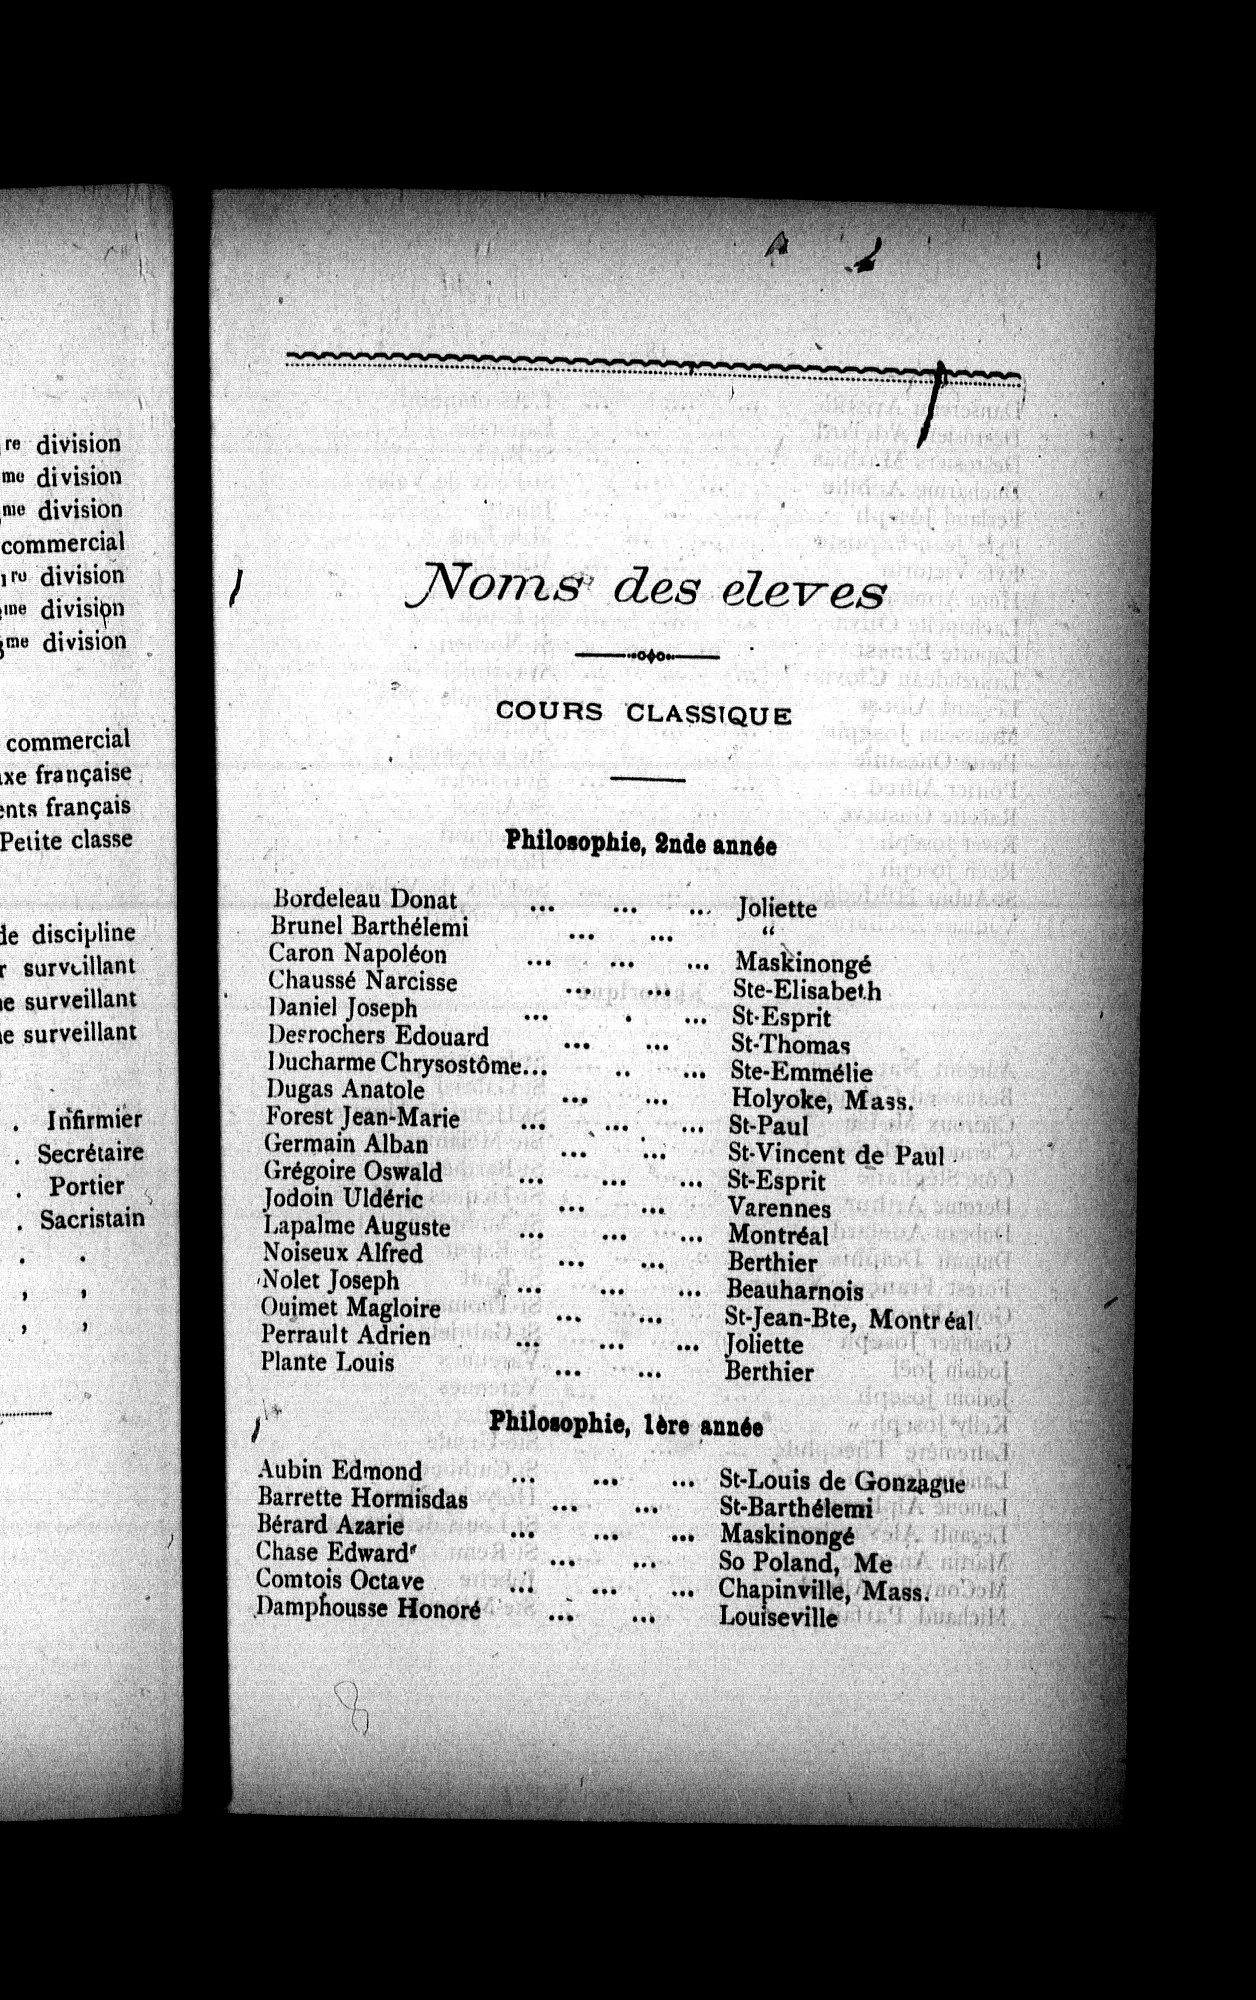 re division
me division
me division
commercial
1re division
me division
me division
commercial
française
français
Petite classe
discipline
surveillant
surveillant
surveillant
. Infirmier
. Secrétaire
. Portier
. Sacristain
. .
, ,
, ,
Noms des eleves
COURS CLASSIQUE
Philosophie, 2nde année
Bordeleau Donat ... ... ... Joliette
Brunel Barthélemi ... ... “
Caron Napoléon ... ... ... Maskinongé
Chaussé Narcisse ... ... Ste-Elisabeth
Daniel Joseph ... . ... St-Esprit
Desrochers Edouard ... ... St-Thomas
Ducharme Chrysostôme... .. ... Ste-Emmélie
Dugas Anatole ... ... Holyoke, Mass.
Forest Jean-Marie ... ... ... St-Paul
Germain Alban ... ... St-Vincent de Paul
Grégoire Oswald ... ... ... St-Esprit
Jodoin Uldéric ... ... Varennes
Lapalme Auguste ... ... ... Montréal
Noiseux Alfred ... ... Berthier
Nolet Joseph ... ... ... Beauharnois
Ouimet Magloire ... ... St-Jean-Bte, Montréal
Perrault Adrien ... ... ... Joliette
Plante Louis ... ... Berthier
Philosophie, 1ère année
Aubin Edmond ... ... ... St-Louis de Gonzague
Barrette Hormisdas ... ... St-Barthélemi
Bérard Azarie ... ... ... Maskinongé
Chase Edward ... ... So Poland, Me
Comtois Octave ... ... ... Chapinville, Mass.
Damphousse Honoré ... ... Louiseville
8